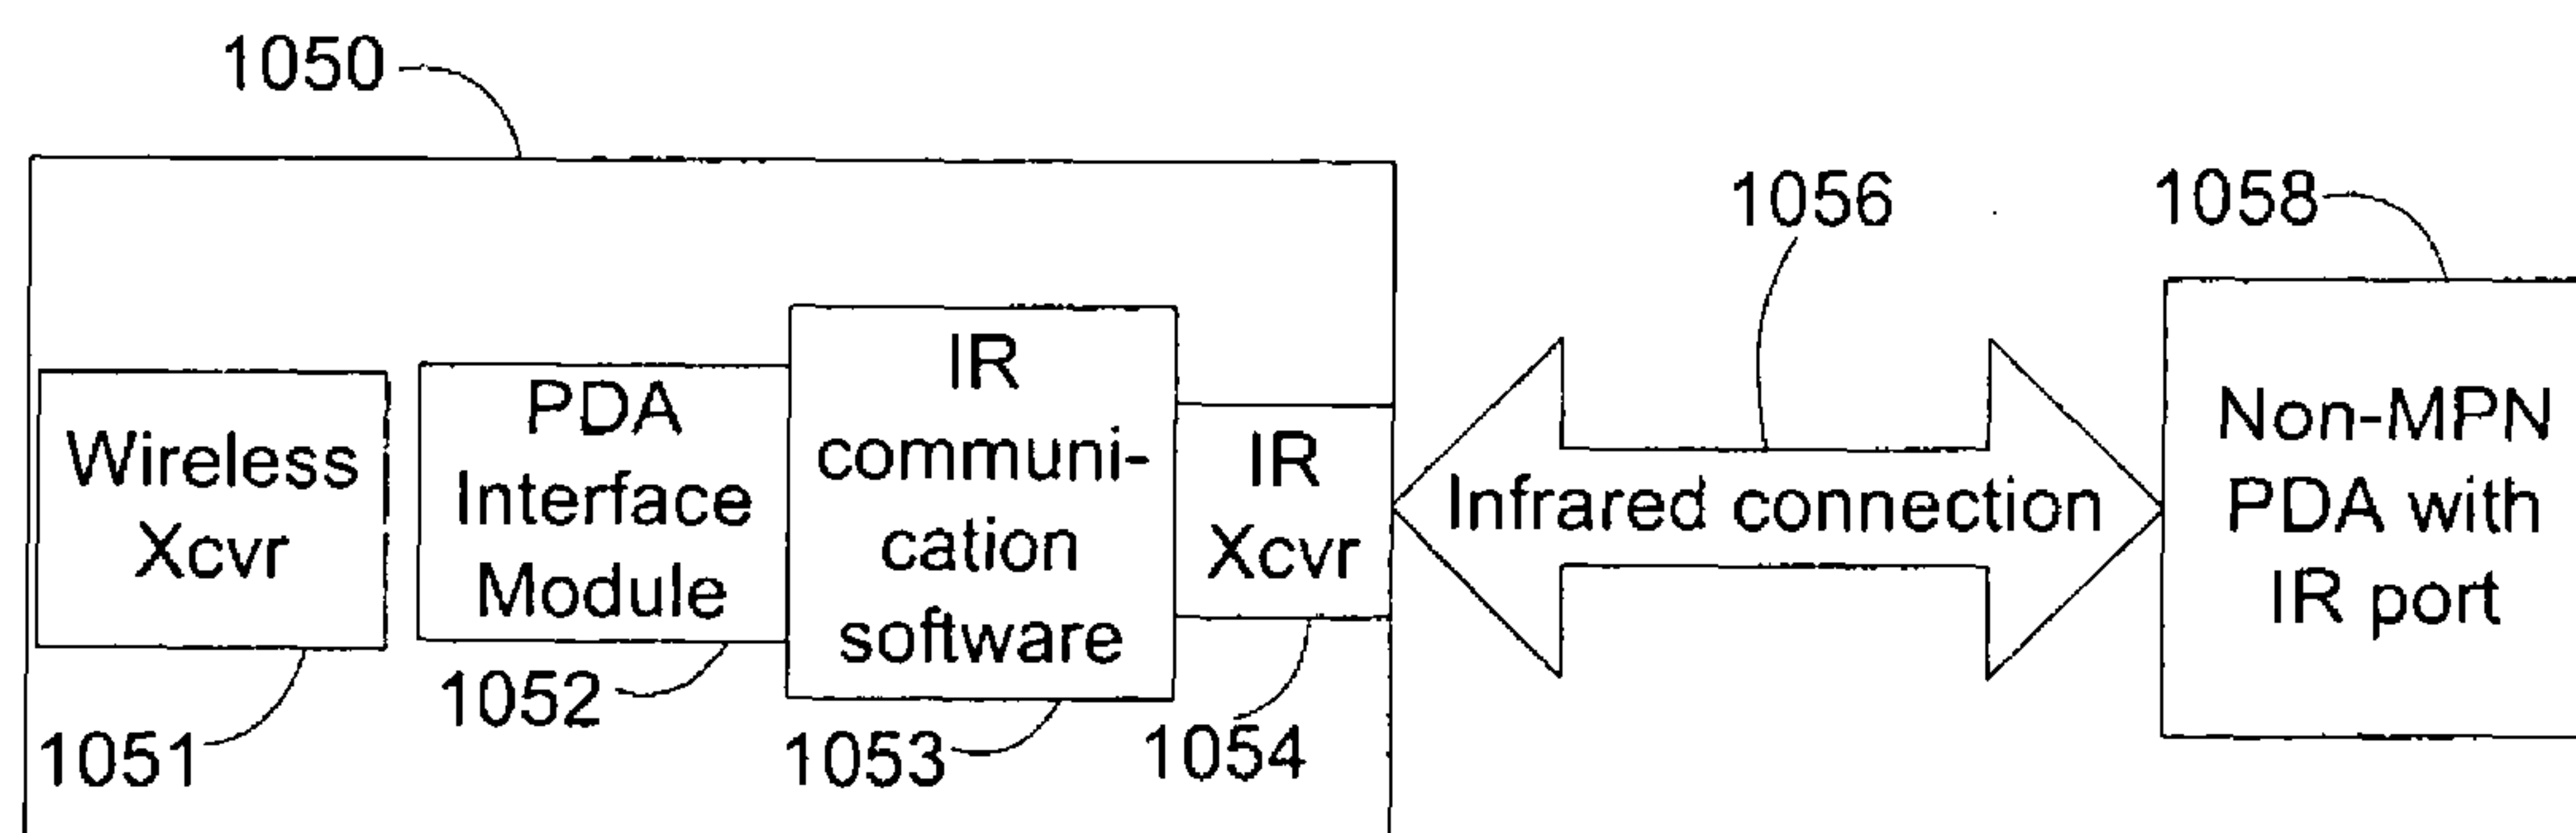 1050
1056
1058
Wireless
Xcvr
PDA
Interface
Module
IR
communi-
cation
software
IR
Xcvr
Infrared connection
Non-MPN
PDA with
IR port
1051
1052
1053
1054